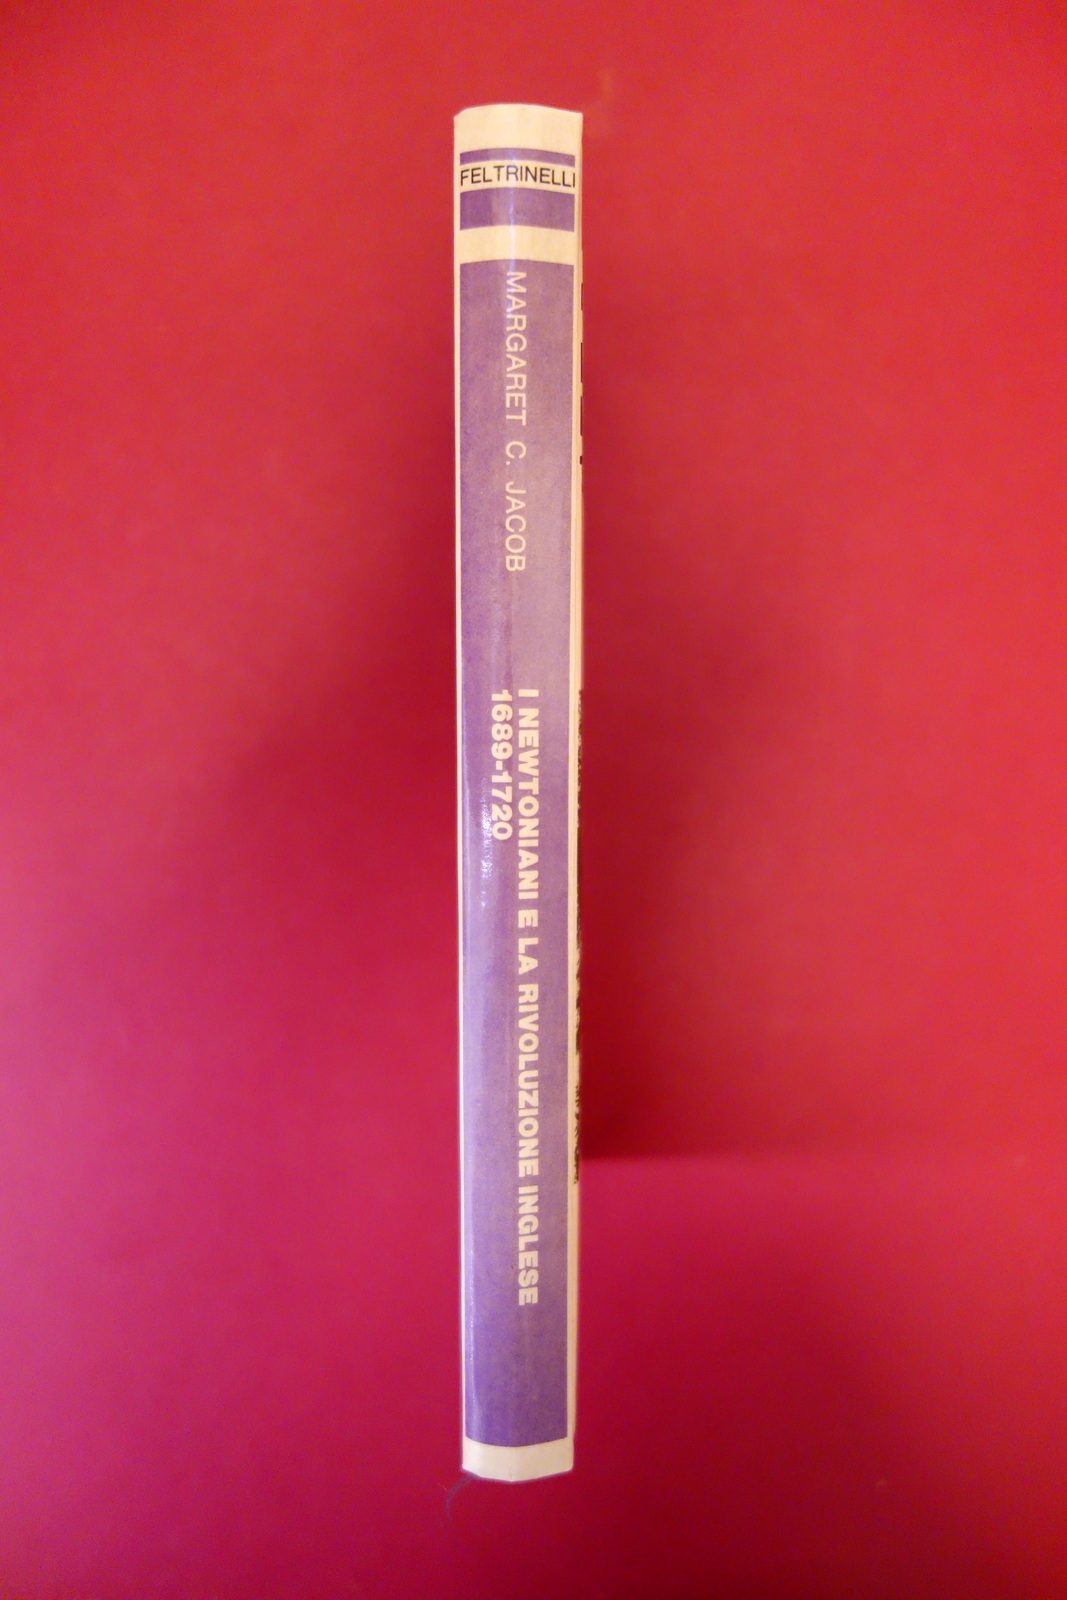 FELTRINELLI
MARGARET C. JACOB
I NEWTONIANI E LA RIVOLUZIONE INGLESE
1689-1720